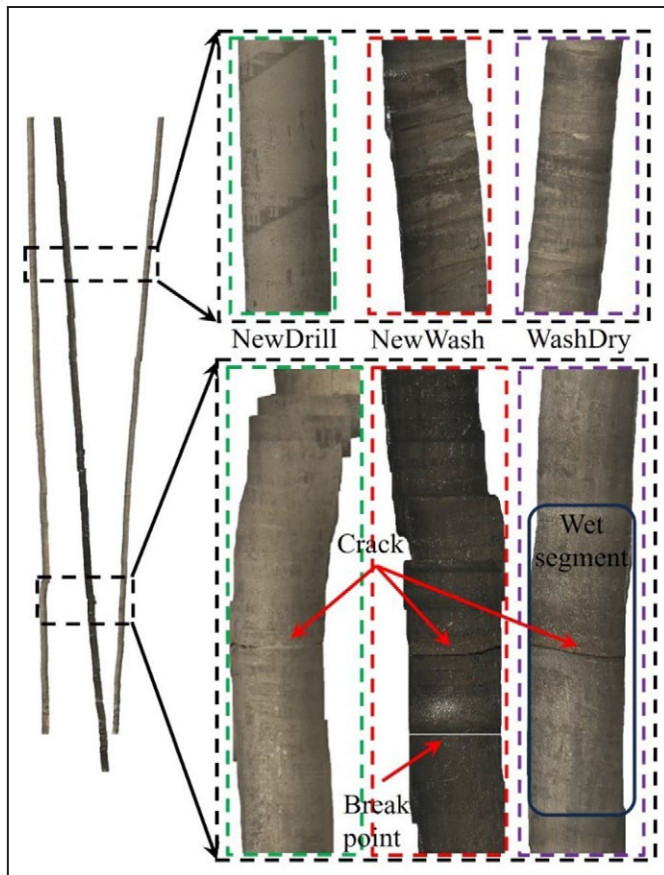 NewDrill
NewWash
WashDry
Crack
Wet
segment
Break
point